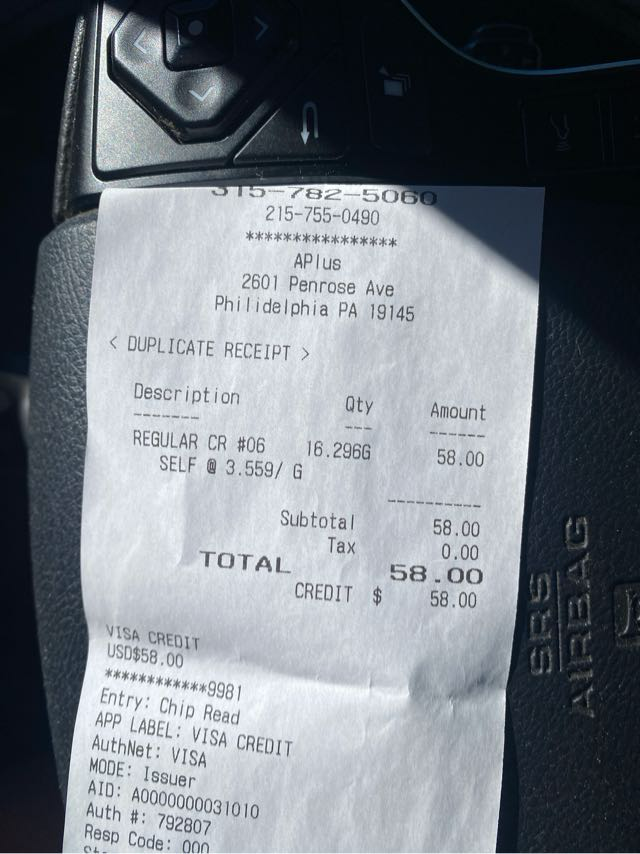 315-782-5060
215-755-0490
****************
APlus
2601 Penrose Ave
Philidelphia PA 19145
< DUPLICATE RECEIPT >
Description Qty Amount
------- --- ------
REGULAR CR #06 16.296G 58.00
SELF @ 3.559/ G
----------
Subtotal 58.00
Tax 0.00
TOTAL 58.00
CREDIT $ 58.00
VISA CREDIT
USD$58.00
************9981
Entry: Chip Read
APP LABEL: VISA CREDIT
AuthNet: VISA
MODE: Issuer
AID: A0000000031010
Auth #: 792807
Resp Code: 000
SRS
AIRBAG